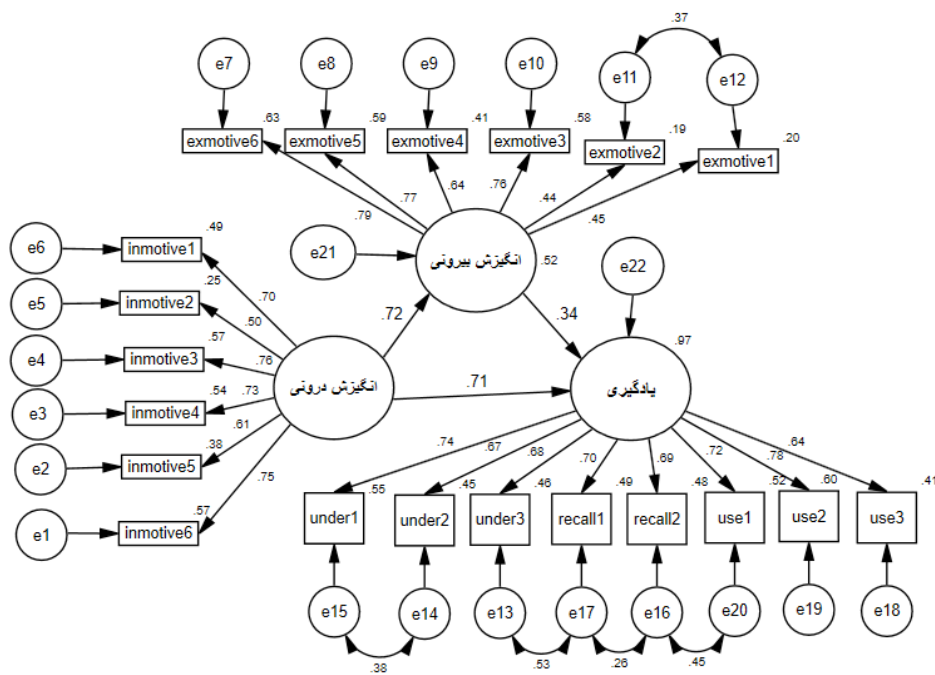 .37
e7
e8
e9
e10
e11
e12
.63
.59
.41
.58
.19
.20
exmotive6
exmotive5
exmotive4
exmotive3
exmotive2
exmotive1
.79
.77
.64
.76
.44
.45
e21
انگیزش بیرونی
.52
e22
e6
inmotive1
.49
.70
e5
inmotive2
.25
.50
e4
inmotive3
.57
.76
e3
inmotive4
.54
.73
e2
inmotive5
.38
.61
e1
inmotive6
.57
.75
انگیزش درونی
.72
.34
.71
یادگیری
.97
.74
.67
.68
.70
.69
.72
.78
.64
.55
.45
.46
.49
.48
.52
.60
.41
under1
under2
under3
recall1
recall2
use1
use2
use3
e15
e14
e13
e17
e16
e20
e19
e18
.38
.53
.26
.45